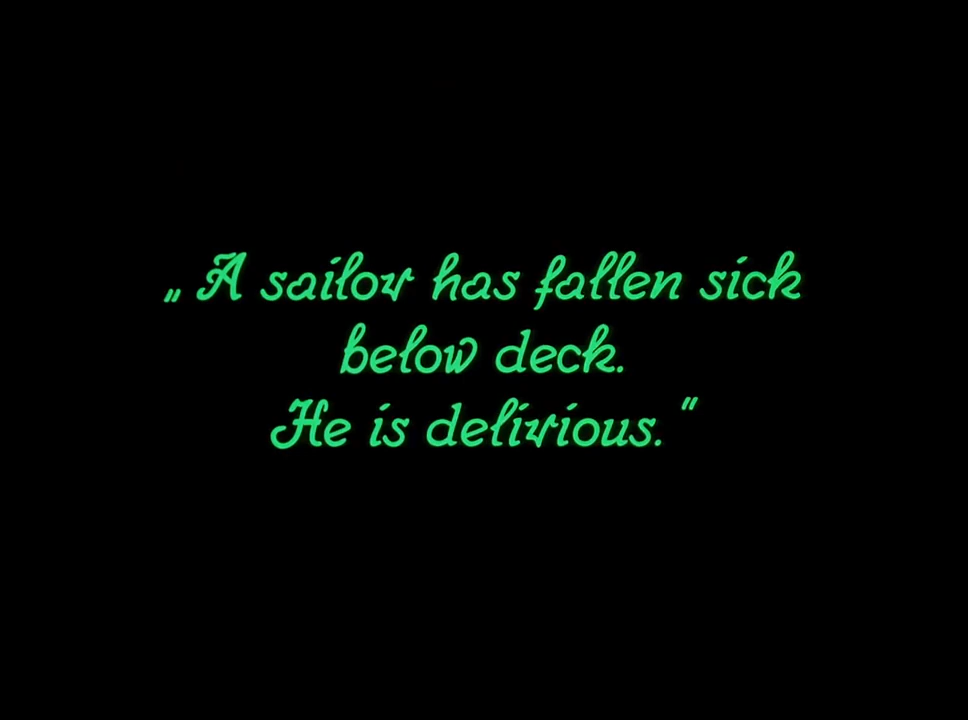 „A sailor has fallen sick
below deck.
He is delirious.“